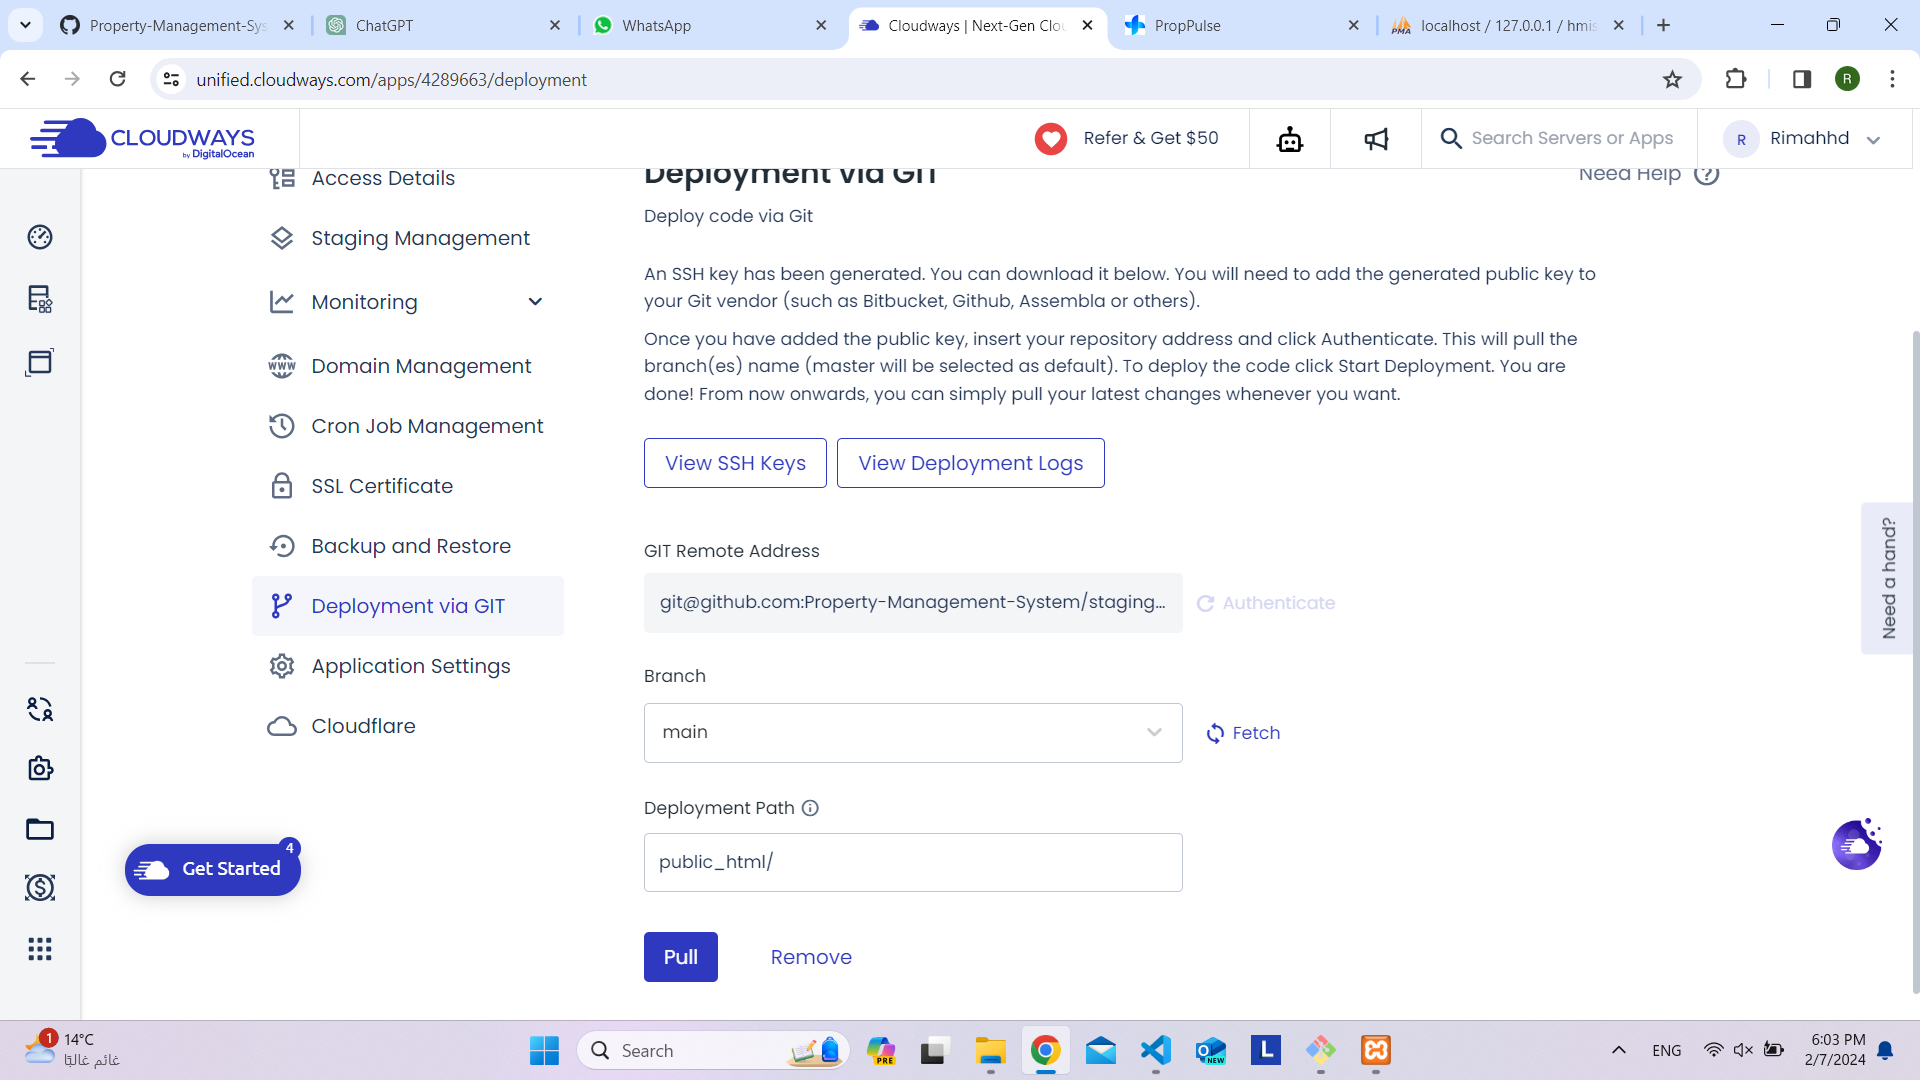 Property-Management-Sys
ChatGPT
WhatsApp
Cloudways | Next-Gen Clou
PropPulse
localhost / 127.0.0.1 / hmis
unified.cloudways.com/apps/4289663/deployment
R
CLOUDWAYS
by DigitalOcean
Refer & Get $50
Search Servers or Apps
R
Rimahhd
Access Details
Staging Management
Monitoring
Domain Management
Cron Job Management
SSL Certificate
Backup and Restore
Deployment via GIT
Application Settings
Cloudflare
4
Get Started
Deployment via GIT
Need Help
Deploy code via Git
An SSH key has been generated. You can download it below. You will need to add the generated public key to
your Git vendor (such as Bitbucket, Github, Assembla or others).
Once you have added the public key, insert your repository address and click Authenticate. This will pull the
branch(es) name (master will be selected as default). To deploy the code click Start Deployment. You are
done! From now onwards, you can simply pull your latest changes whenever you want.
View SSH Keys
View Deployment Logs
GIT Remote Address
git@github.com:Property-Management-System/staging...
Authenticate
Branch
main
Fetch
Deployment Path
public_html/
Pull
Remove
Need a hand?
1
14°C
غائم غالبًا
Search
PRE
NEW
L
ENG
6:03 PM
2/7/2024